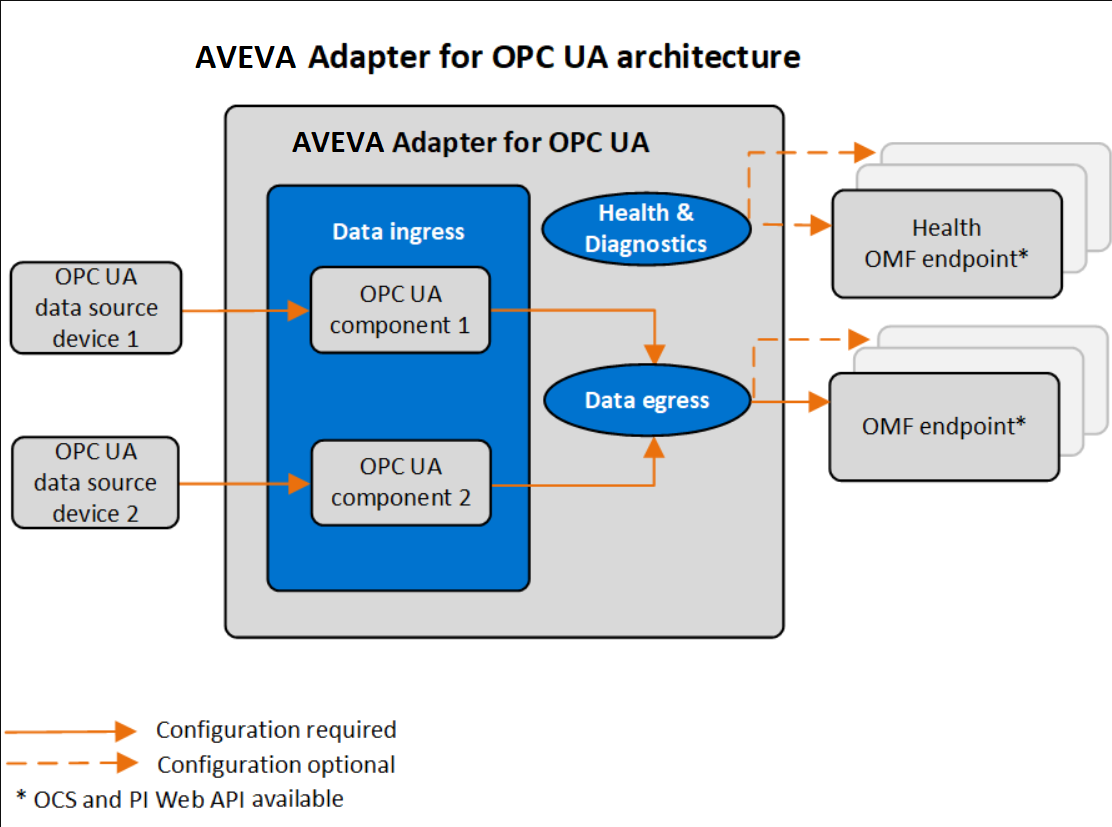 AVEVA Adapter for OPC UA architecture
AVEVA Adapter for OPC UA
Data ingress
Health &
Diagnostics
Health
OMF endpoint*
OPC UA
data source
device 1
OPC UA
component 1
Data egress
OMF endpoint*
OPC UA
data source
device 2
OPC UA
component 2
Configuration required
Configuration optional
* OCS and PI Web API available